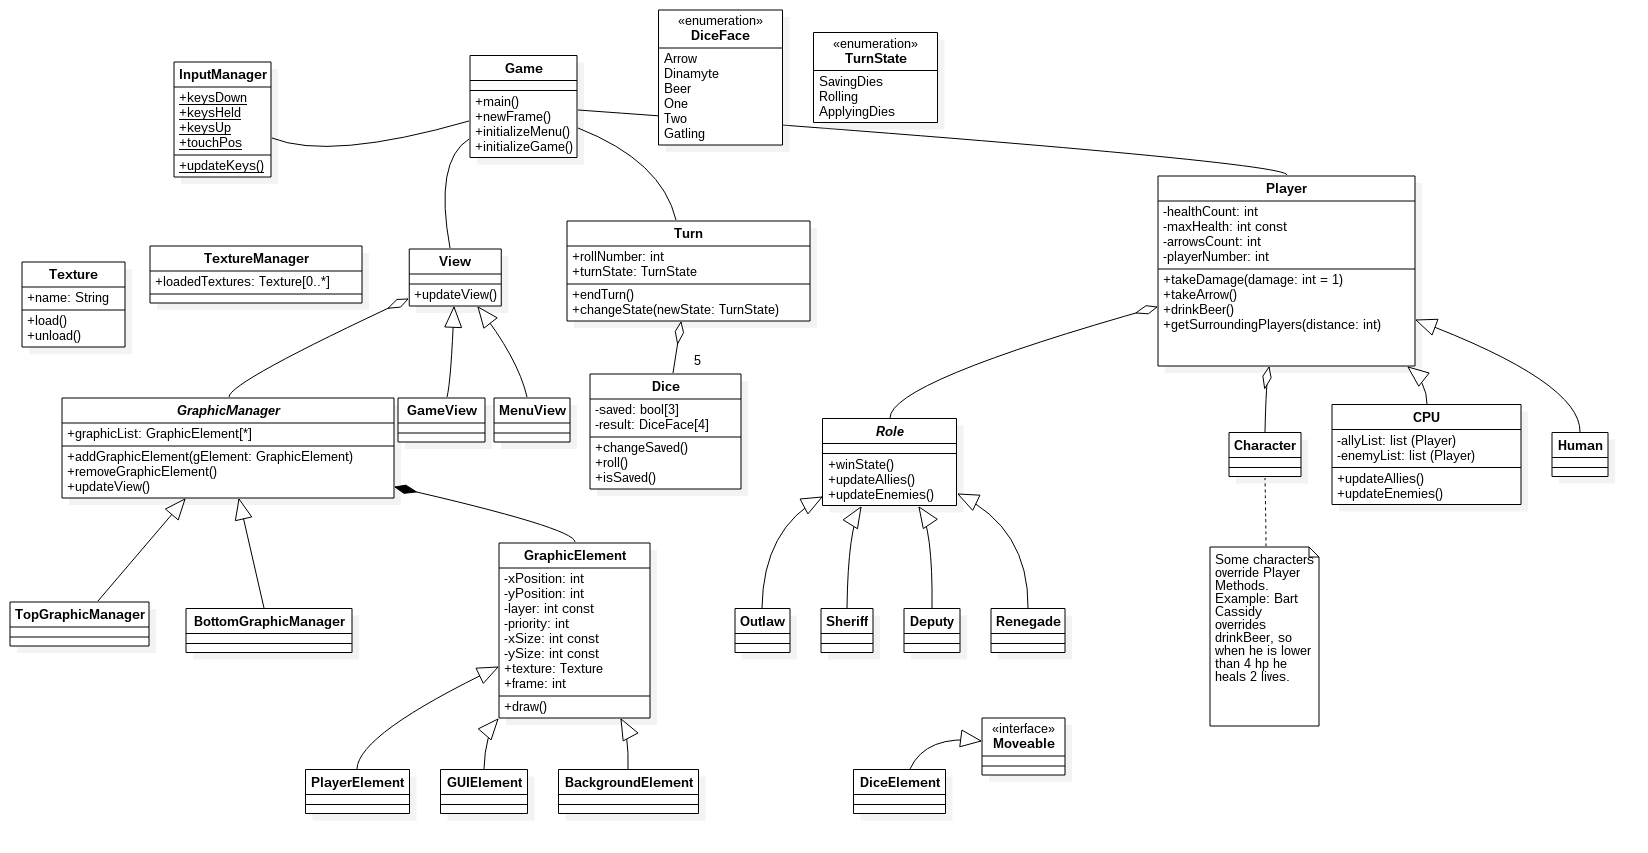 «enumeration»
DiceFace
Arrow
Dinamyte
Beer
One
Two
Gatling
«enumeration»
TurnState
SavingDies
Rolling
ApplyingDies
InputManager
+keysDown
+keysHeld
+keysUp
+touchPos
+updateKeys()
Game
+main()
+newFrame()
+initializeMenu()
+initializeGame()
Player
-healthCount: int
-maxHealth: int const
-arrowsCount: int
-playerNumber: int
+takeDamage(damage: int = 1)
+takeArrow()
+drinkBeer()
+getSurroundingPlayers(distance: int)
Texture
+name: String
+load()
+unload()
TextureManager
+loadedTextures: Texture[0..*]
View
+updateView()
Turn
+rollNumber: int
+turnState: TurnState
+endTurn()
+changeState(newState: TurnState)
5
Dice
-saved: bool[3]
-result: DiceFace[4]
+changeSaved()
+roll()
+isSaved()
GraphicManager
+graphicList: GraphicElement[*]
+addGraphicElement(gElement: GraphicElement)
+removeGraphicElement()
+updateView()
GameView
MenuView
Role
+winState()
+updateAllies()
+updateEnemies()
Character
CPU
-allyList: list (Player)
-enemyList: list (Player)
+updateAllies()
+updateEnemies()
Human
GraphicElement
-xPosition: int
-yPosition: int
-layer: int const
-priority: int
-xSize: int const
-ySize: int const
+texture: Texture
+frame: int
+draw()
Some characters
override Player
Methods.
Example: Bart
Cassidy
overrides
drinkBeer, so
when he is lower
than 4 hp he
heals 2 lives.
TopGraphicManager
BottomGraphicManager
Outlaw
Sheriff
Deputy
Renegade
«interface»
Moveable
PlayerElement
GUIElement
BackgroundElement
DiceElement